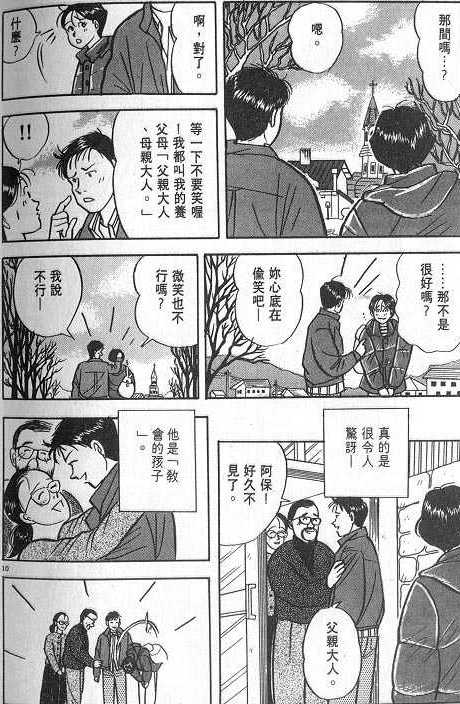 那間嗎…?
嗯。
啊，對了。
什麼？
等一下不要笑喔
！我都叫我的養
父母「父親大人
、母親大人。」
!!
……那不是
很好嗎？
妳心底在
偷笑吧—
微笑也不
行嗎？
我說
不行—
真的是
很令人
驚訝—
阿保！
好久不
見了。
父親大人。
他是「教
會的孩子
」。
10